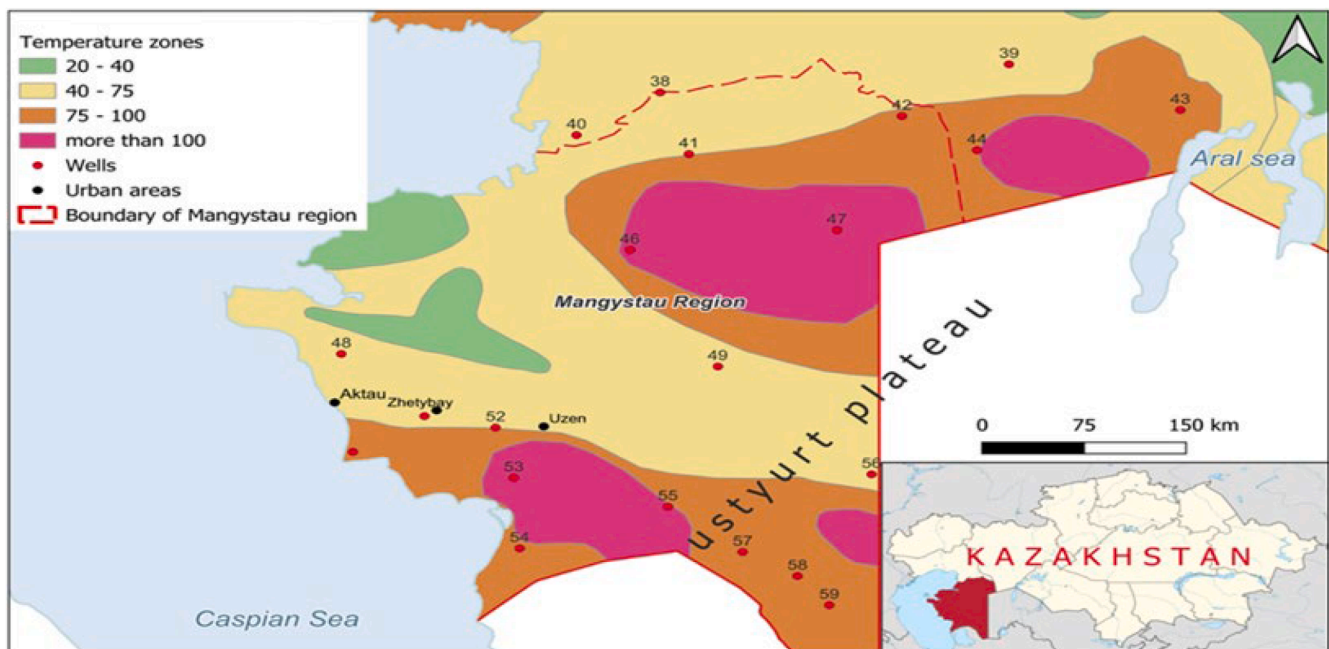 Temperature zones
20 - 40
40 - 75
75 - 100
more than 100
Wells
Urban areas
Boundary of Mangystau region
39
38
43
42
40
41
44
Aral sea
47
46
Mangystau Region
48
49
Aktau
Zhetybay
52
Uzen
ustyurt plateau
0 75 150 km
56
53
55
54
57
58
59
KAZAKHSTAN
Caspian Sea